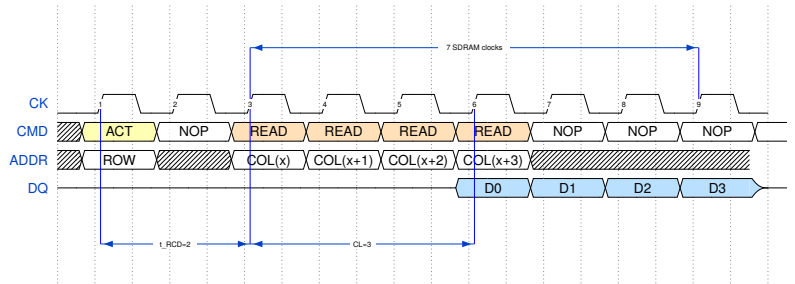 7 SDRAM clocks
CK 1 2 3 4 5 6 7 8 9
CMD ACT NOP READ READ READ READ NOP NOP NOP
ADDR ROW COL(x) COL(x+1) COL(x+2) COL(x+3)
DQ D0 D1 D2 D3
t_RCD=2 CL=3